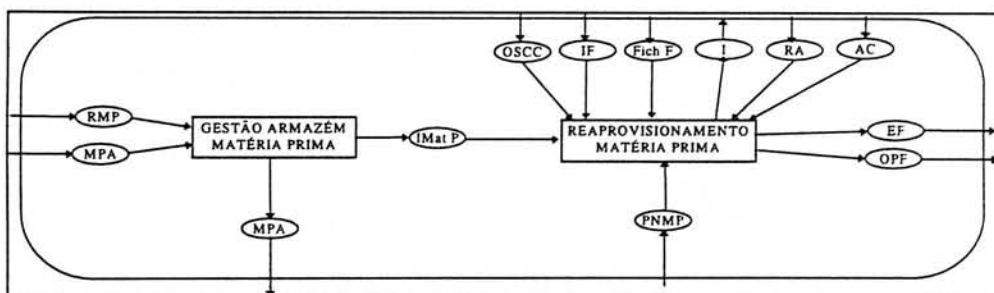 OSCC
IF
Fich F
I
RA
AC
RMP
MPA
GESTÃO ARMAZÉM
MATÉRIA PRIMA
IMat P
REAPROVISIONAMENTO
MATÉRIA PRIMA
EF
OPF
MPA
PNMP